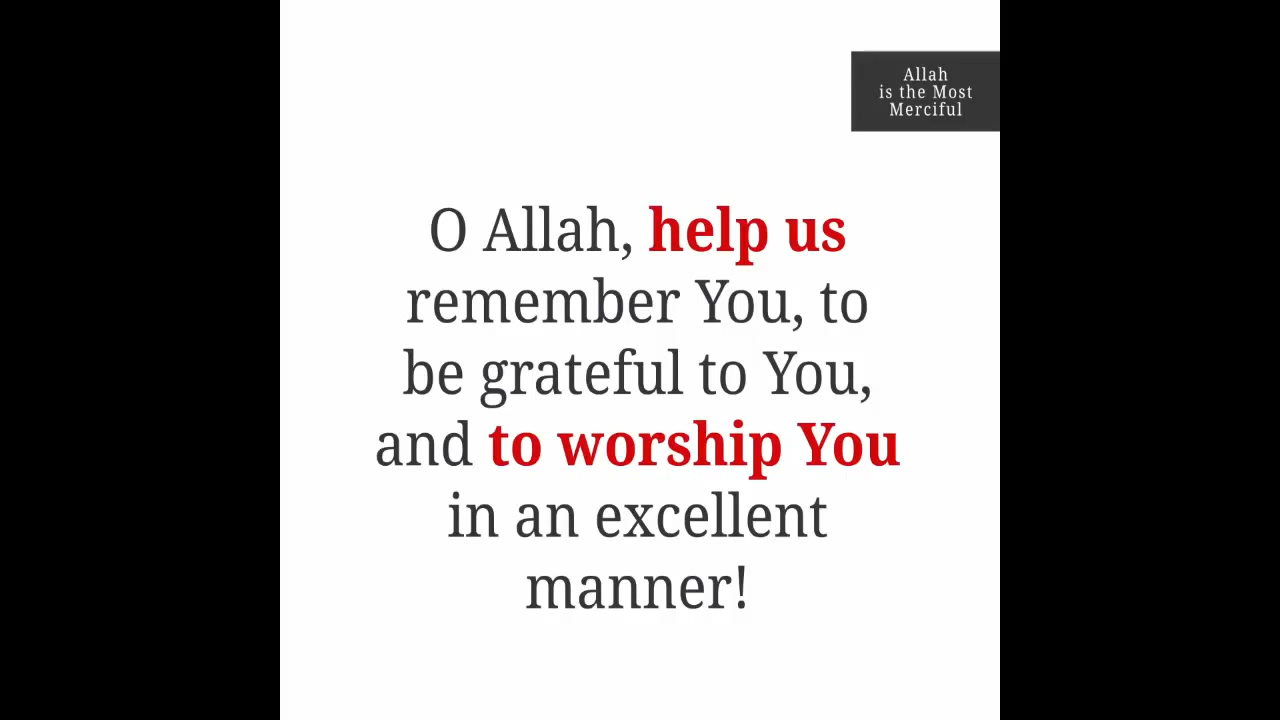 Allah
is the Most
Merciful
O Allah, help us
remember You, to
be grateful to You,
and to worship You
in an excellent
manner!